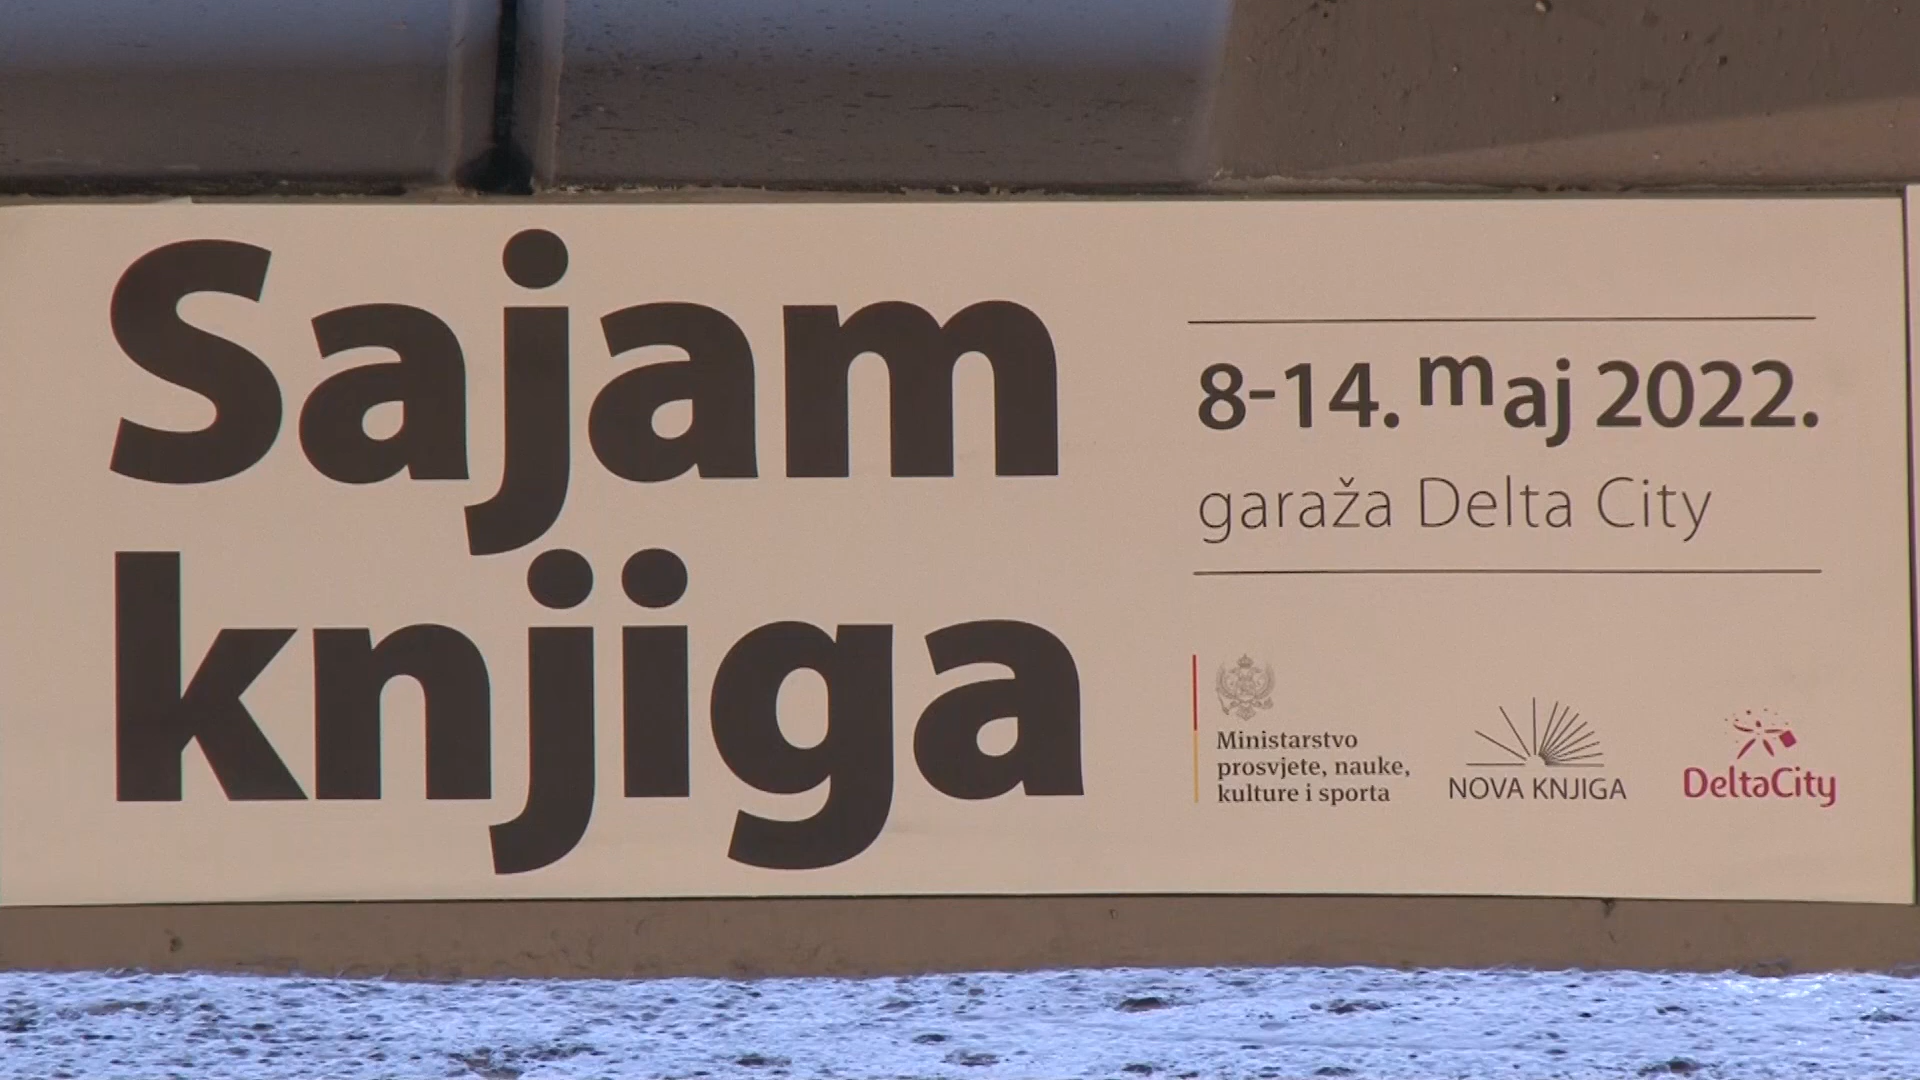 Sajam
knjiga
8-14. maj 2022.
garaža Delta City
Ministarstvo
prosvjete, nauke,
kulture i sporta
NOVA KNJIGA
DeltaCity